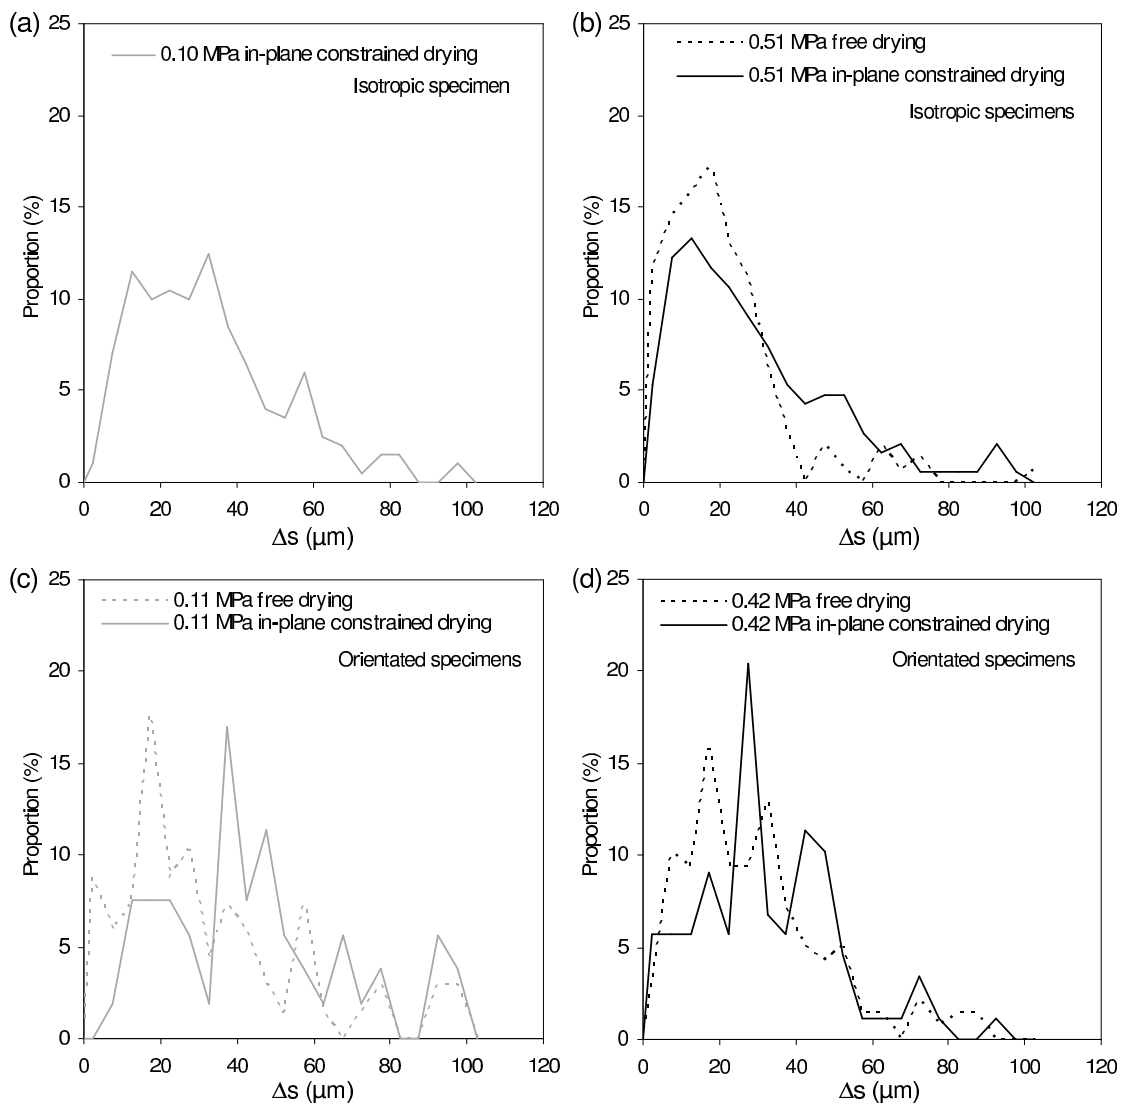 (a)
25
20
15
10
5
0
Proportion (%)
0.10 MPa in-plane constrained drying
Isotropic specimen
0 20 40 60 80 100 120
Δs (µm)
(b)
25
20
15
10
5
0
Proportion (%)
0.51 MPa free drying
0.51 MPa in-plane constrained drying
Isotropic specimens
0 20 40 60 80 100 120
Δs (µm)
(c)
25
20
15
10
5
0
Proportion (%)
0.11 MPa free drying
0.11 MPa in-plane constrained drying
Orientated specimens
0 20 40 60 80 100 120
Δs (µm)
(d)
25
20
15
10
5
0
Proportion (%)
0.42 MPa free drying
0.42 MPa in-plane constrained drying
Orientated specimens
0 20 40 60 80 100 120
Δs (µm)